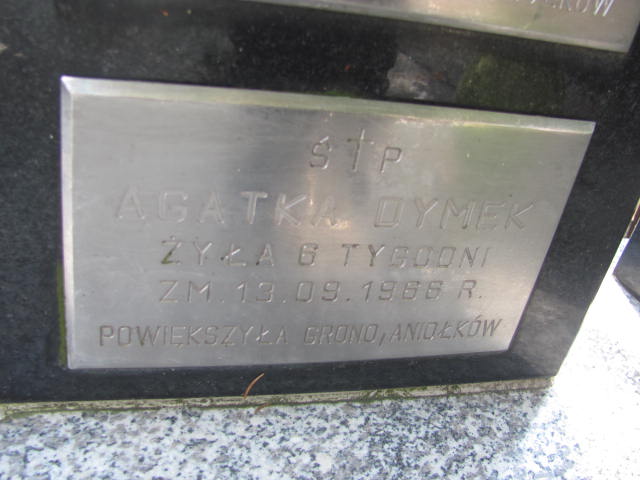 Ś † P
AGATKA DYMEK
ŻYŁA 6 TYGODNI
ZM. 13.09.1966 R.
POWIĘKSZYŁA GRONO, ANIOŁKÓW